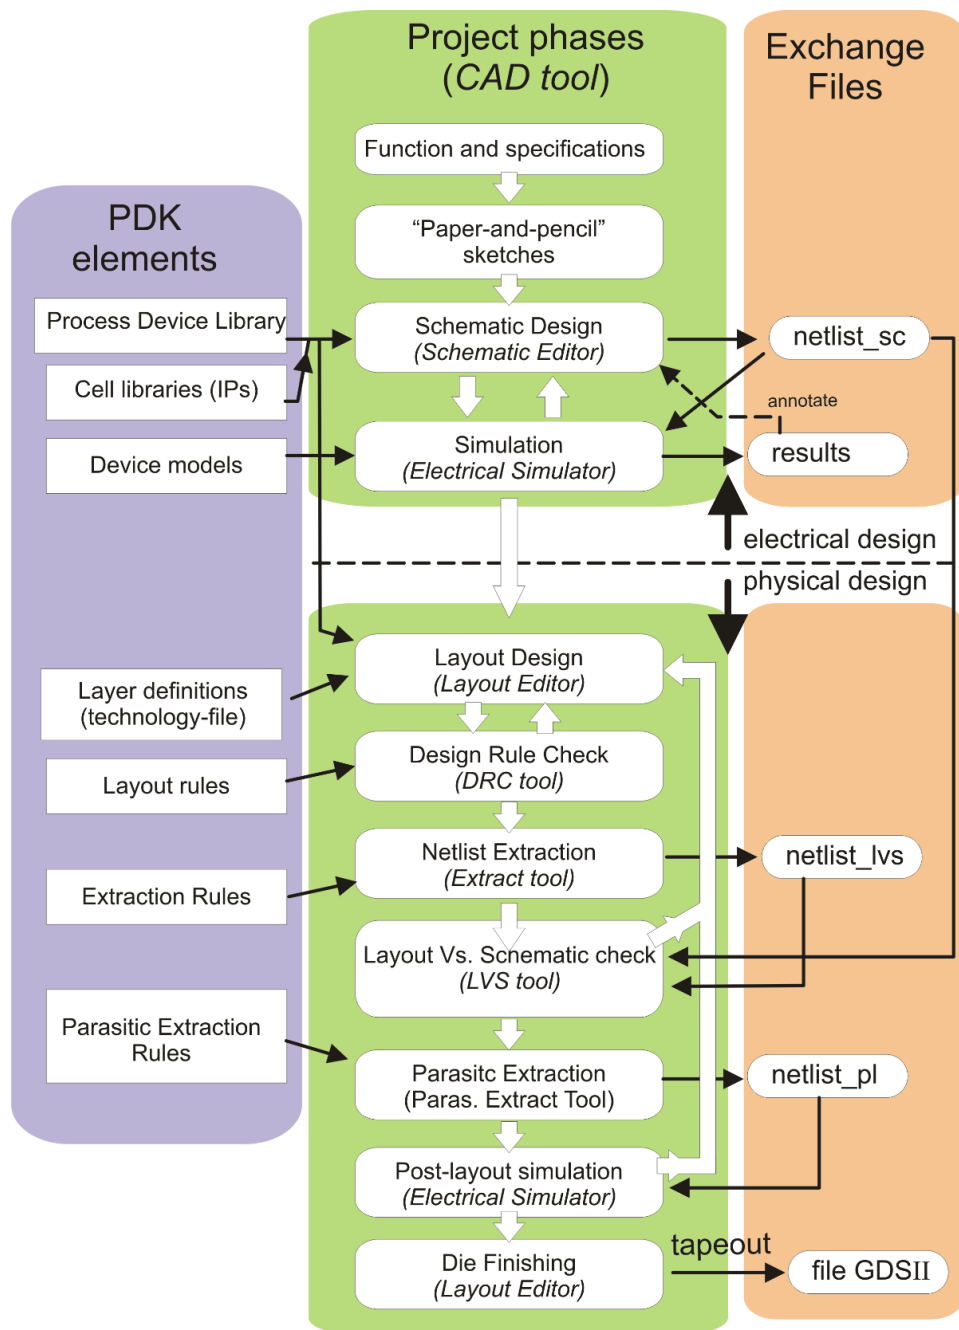 Project phases
(CAD tool)
Exchange
Files
Function and specifications
PDK
elements
“Paper-and-pencil”
sketches
Process Device Library
Schematic Design
(Schematic Editor)
netlist_sc
Cell libraries (IPs)
annotate
Device models
Simulation
(Electrical Simulator)
results
electrical design
physical design
Layout Design
(Layout Editor)
Layer definitions
(technology-file)
Design Rule Check
(DRC tool)
Layout rules
Netlist Extraction
(Extract tool)
netlist_lvs
Extraction Rules
Layout Vs. Scnematic check
(LVS tool)
Parasitic Extraction
Rules
Parasitc Extraction
(Paras. Extract Tool)
netlist_pl
Post-layout simulation
(Electrical Simulator)
Die Finishing
(Layout Editor)
tapeout
file GDSII